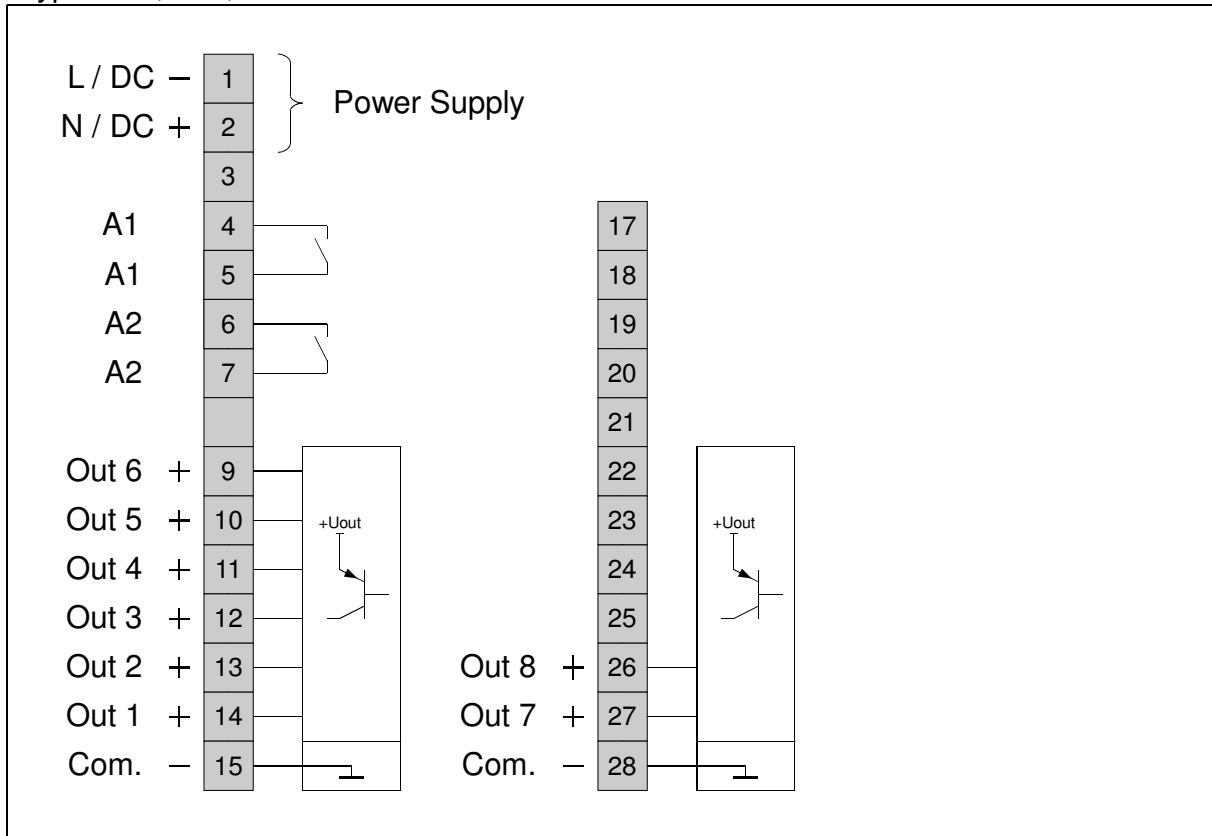 L / DC − 1
N / DC + 2
Power Supply
3
A1 4
A1 5
A2 6
A2 7
Out 6 + 9
Out 5 + 10
Out 4 + 11
Out 3 + 12
Out 2 + 13
Out 1 + 14
Com. − 15
+Uout
17
18
19
20
21
22
23
24
25
Out 8 + 26
Out 7 + 27
Com. − 28
+Uout